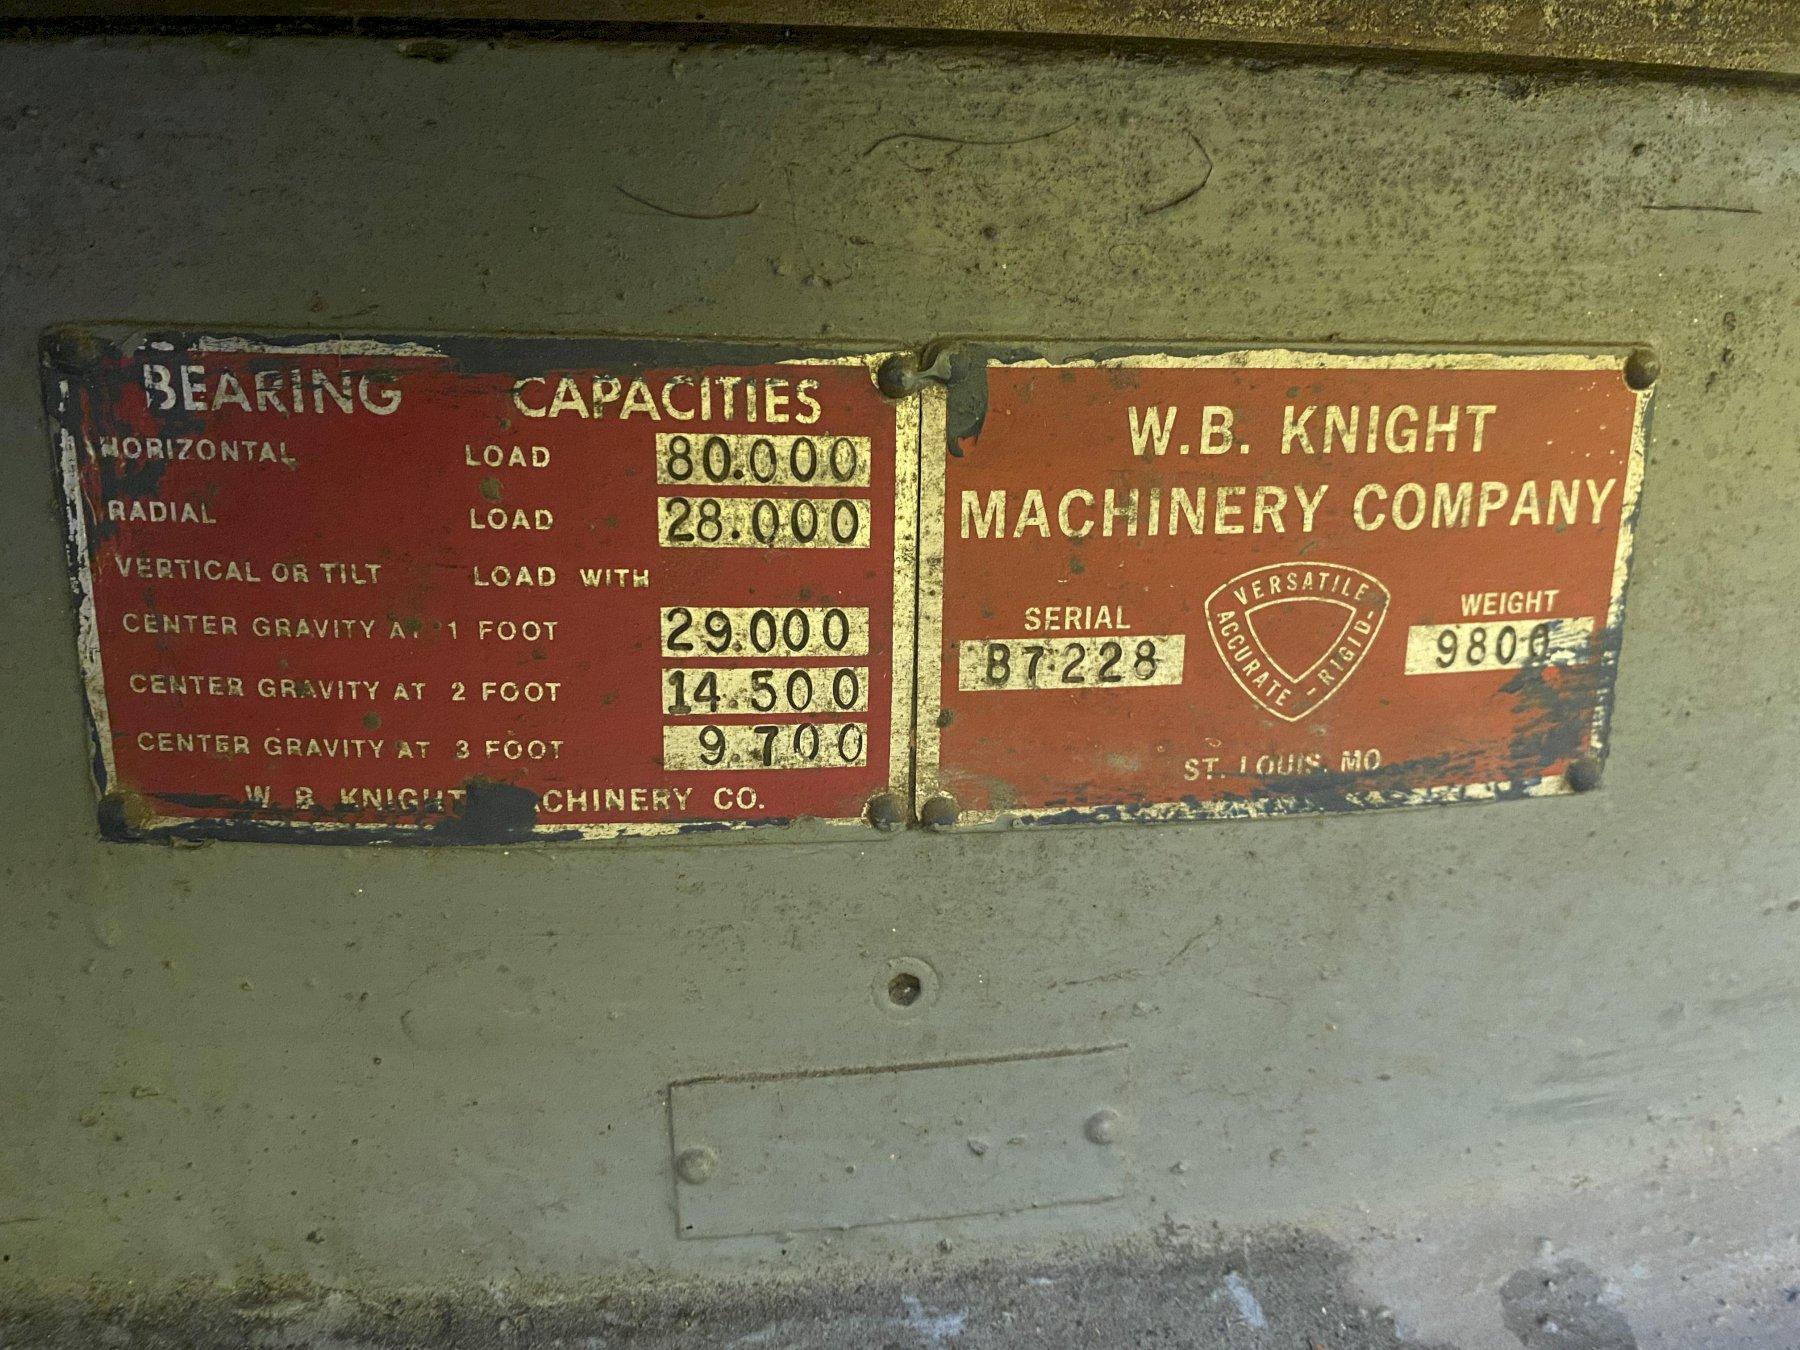 BEARING CAPACITIES
HORIZONTAL LOAD 80.000
RADIAL LOAD 28.000
VERTICAL OR TILT LOAD WITH
CENTER GRAVITY AT 1 FOOT 29.000
CENTER GRAVITY AT 2 FOOT 14.500
CENTER GRAVITY AT 3 FOOT 9.700
W. B. KNIGHT MACHINERY CO.
W.B. KNIGHT
MACHINERY COMPANY
SERIAL
B7228
VERSATILE
ACCURATE - RIGID -
WEIGHT
9800
ST. LOUIS, MO